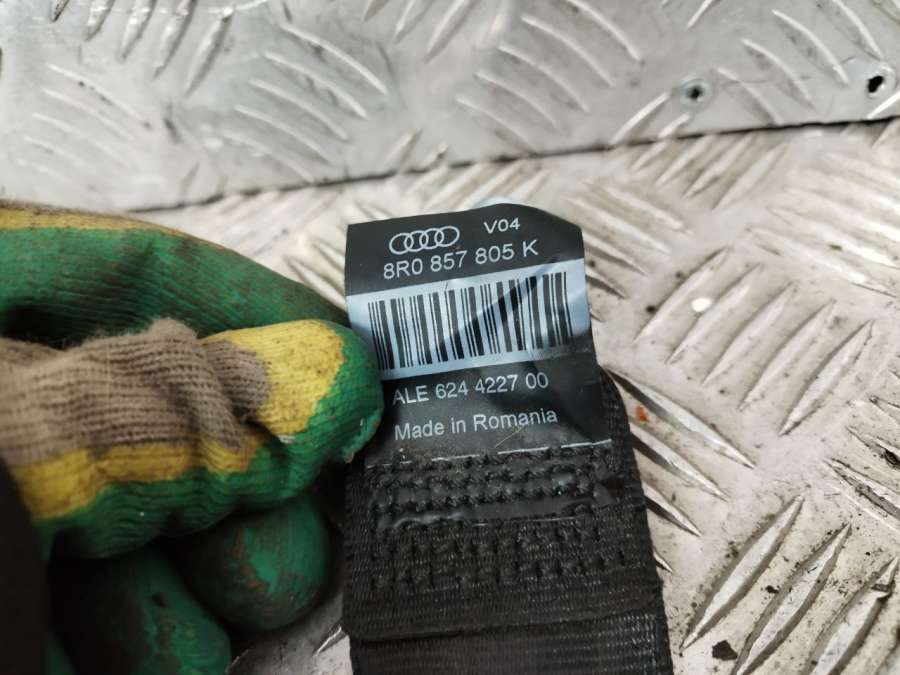 V04
8R0 857 805 K
ALE 624 4227 00
Made in Romania